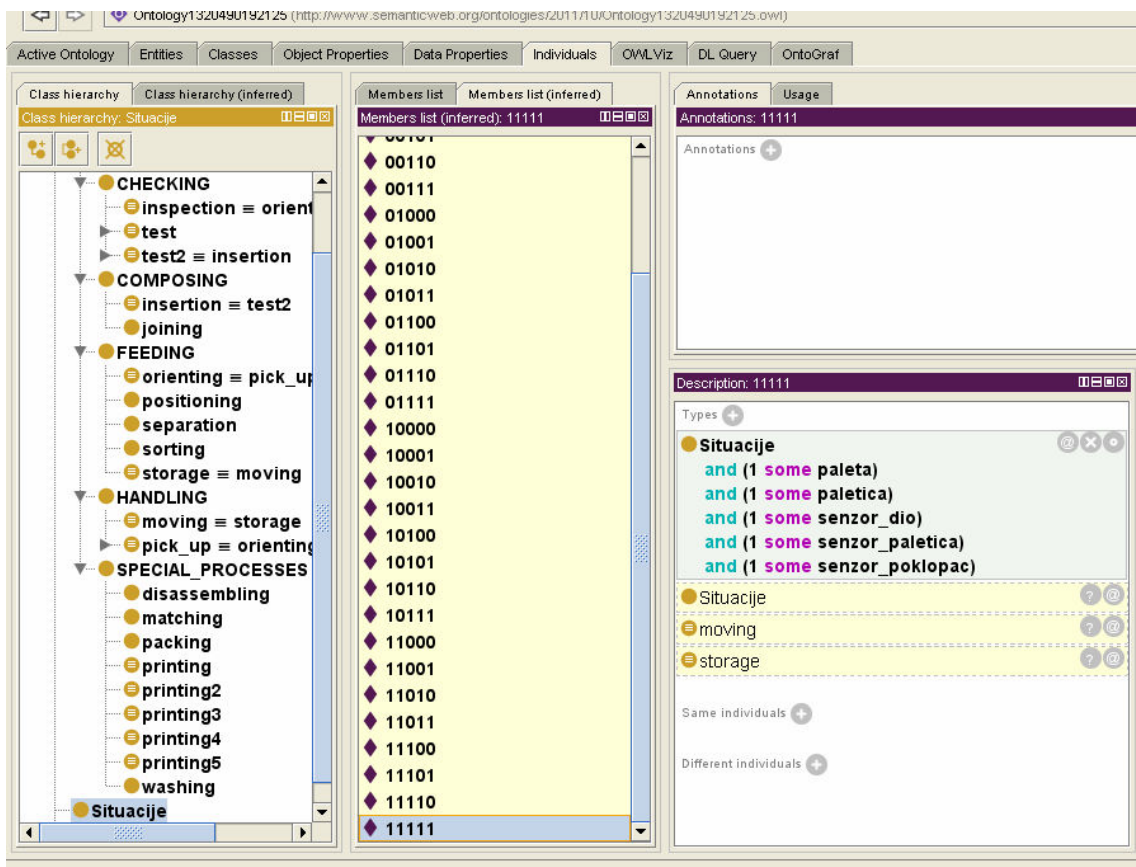 Ontology1320490192125 (http://www.semanticweb.org/ontologies/2011/10/Ontology1320490192125.owl)
Active Ontology Entities Classes Object Properties Data Properties Individuals OWLViz DL Query OntoGraf
Class hierarchy Class hierarchy (inferred)
Class hierarchy: Situacije
CHECKING
inspection ≡ orient
test
test2 ≡ insertion
COMPOSING
insertion ≡ test2
joining
FEEDING
orienting ≡ pick_up
positioning
separation
sorting
storage ≡ moving
HANDLING
moving ≡ storage
pick_up ≡ orienting
SPECIAL_PROCESSES
disassembling
matching
packing
printing
printing2
printing3
printing4
printing5
washing
Situacije
Members list Members list (inferred)
Members list (inferred): 11111
00101
00110
00111
01000
01001
01010
01011
01100
01101
01110
01111
10000
10001
10010
10011
10100
10101
10110
10111
11000
11001
11010
11011
11100
11101
11110
11111
Annotations Usage
Annotations: 11111
Annotations
Description: 11111
Types
Situacije
and (1 some paleta)
and (1 some paletica)
and (1 some senzor_dio)
and (1 some senzor_paletica)
and (1 some senzor_poklopac)
Situacije
moving
storage
Same individuals
Different individuals